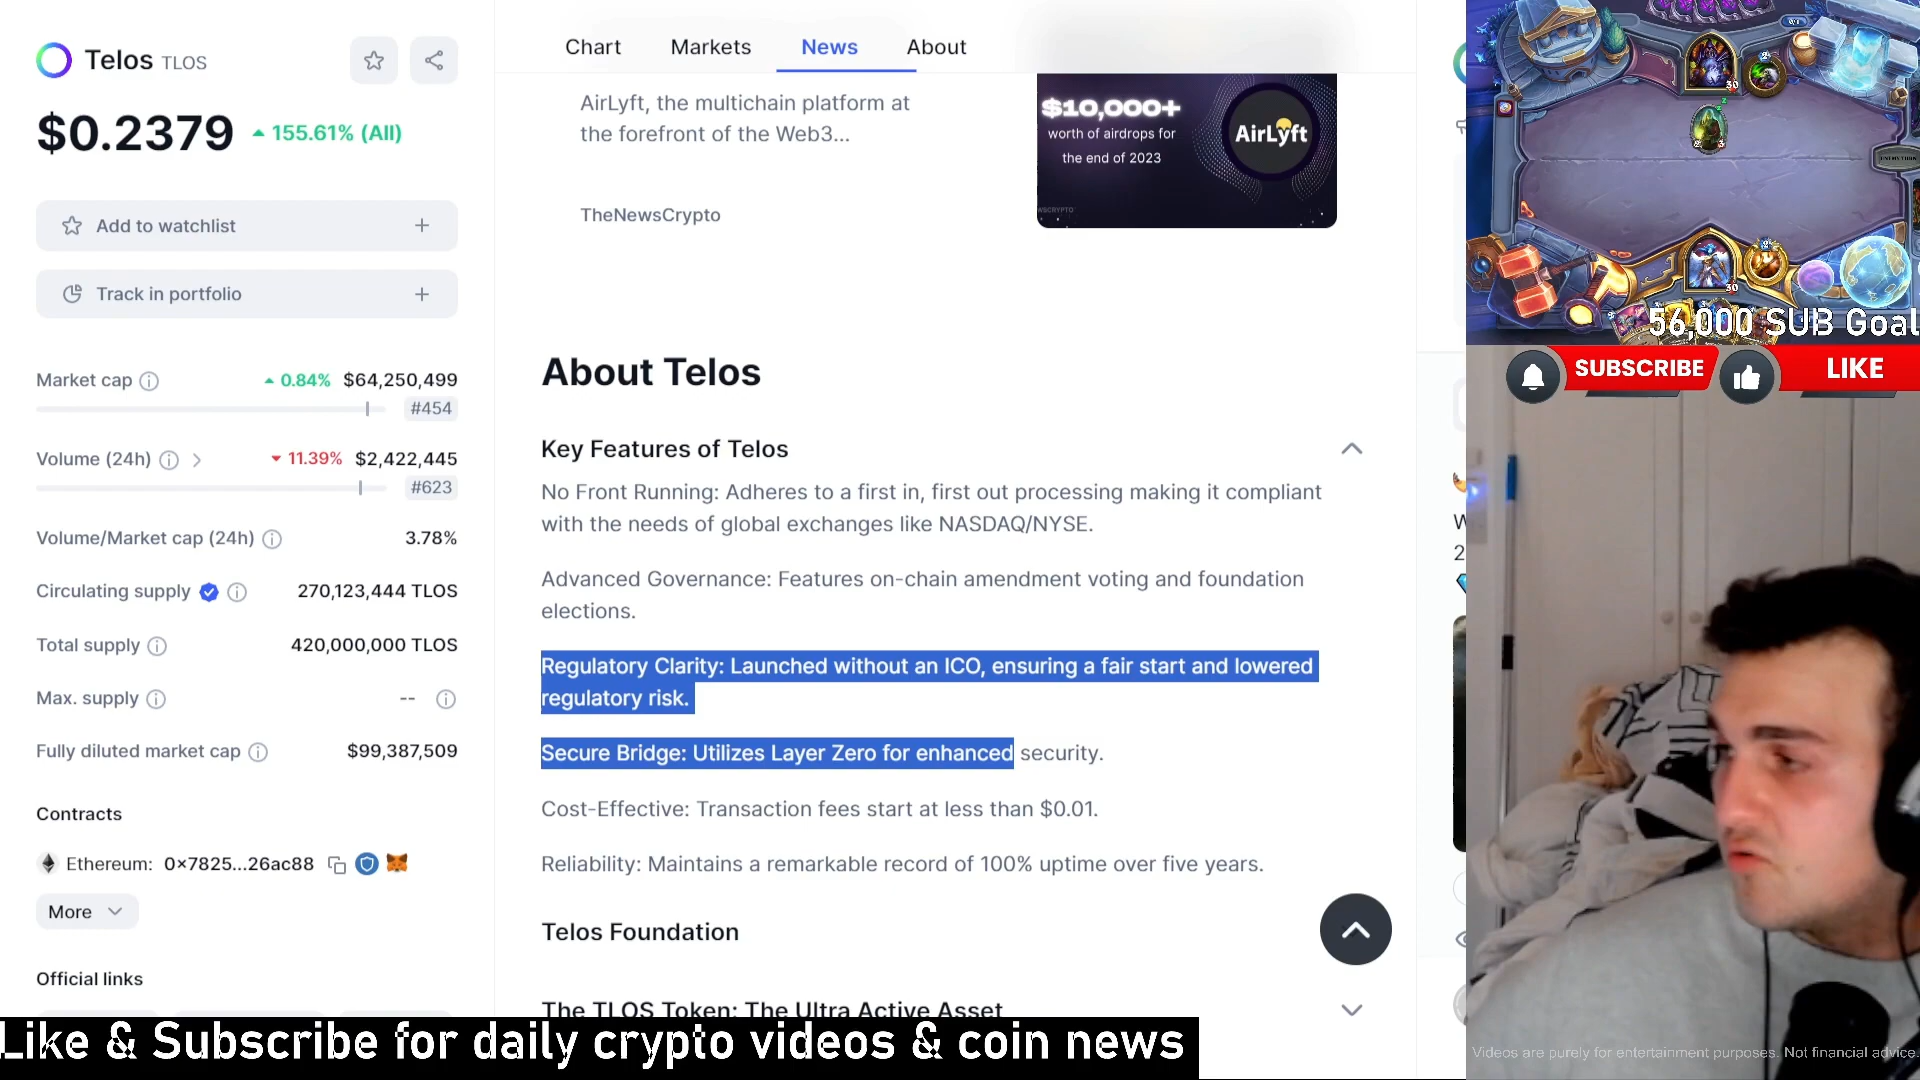 Telos TLOS
$0.2379 155.61% (All)
Add to watchlist
Track in portfolio
Market cap 0.84% $64,250,499
#454
Volume (24h) 11.39% $2,422,445
#623
Volume/Market cap (24h) 3.78%
Circulating supply 270,123,444 TLOS
Total supply 420,000,000 TLOS
Max. supply --
Fully diluted market cap $99,387,509
Contracts
Ethereum: 0x7825...26ac88
More
Official links
Chart Markets News About
AirLyft, the multichain platform at
the forefront of the Web3...
TheNewsCrypto
$10,000+
worth of airdrops for
the end of 2023
AirLyft
About Telos
Key Features of Telos
No Front Running: Adheres to a first in, first out processing making it compliant
with the needs of global exchanges like NASDAQ/NYSE.
Advanced Governance: Features on-chain amendment voting and foundation
elections.
Regulatory Clarity: Launched without an ICO, ensuring a fair start and lowered
regulatory risk.
Secure Bridge: Utilizes Layer Zero for enhanced security.
Cost-Effective: Transaction fees start at less than $0.01.
Reliability: Maintains a remarkable record of 100% uptime over five years.
Telos Foundation
The TLOS Token: The Ultra Active Asset
30
ENEMY TURN
30
56,000 SUB Goal
SUBSCRIBE
LIKE
Like & Subscribe for daily crypto videos & coin news
Videos are purely for entertainment purposes. Not financial advice.